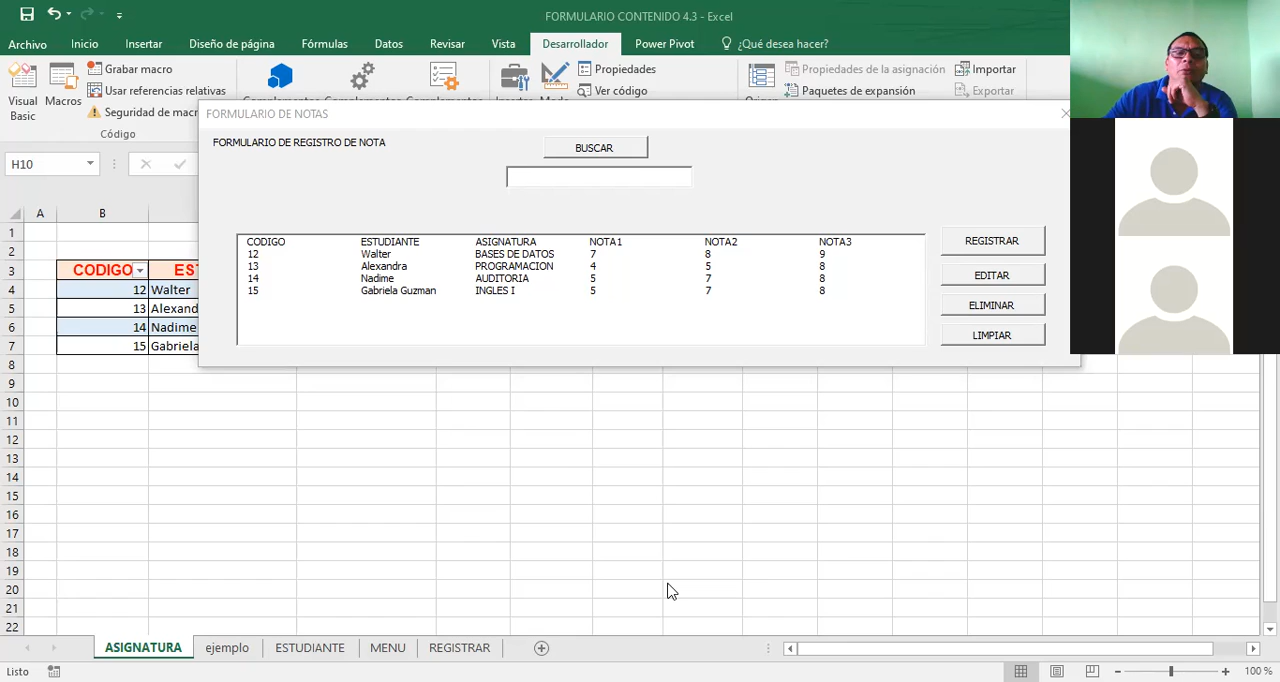 FORMULARIO CONTENIDO 4.3 - Excel
Archivo Inicio Insertar Diseño de página Fórmulas Datos Revisar Vista Desarrollador Power Pivot ¿Qué desea hacer?
Visual Basic
Macros
Grabar macro
Usar referencias relativas
Seguridad de
Código
Propiedades
Ver código
Propiedades de la asignación
Paquetes de expansión
Importar
Exportar
H10
FORMULARIO DE NOTAS
FORMULARIO DE REGISTRO DE NOTA
BUSCAR
CODIGO ESTUDIANTE ASIGNATURA NOTA1 NOTA2 NOTA3
12 Walter BASES DE DATOS 7 8 9
13 Alexandra PROGRAMACION 4 5 8
14 Nadime AUDITORIA 5 7 8
15 Gabriela Guzman INGLES I 5 7 8
REGISTRAR
EDITAR
ELIMINAR
LIMPIAR
A B
1
2
3 CODIGO ES
4 12 Walter
5 13 Alexand
6 14 Nadime
7 15 Gabriela
8
9
10
11
12
13
14
15
16
17
18
19
20
21
22
ASIGNATURA ejemplo ESTUDIANTE MENU REGISTRAR
Listo
100 %